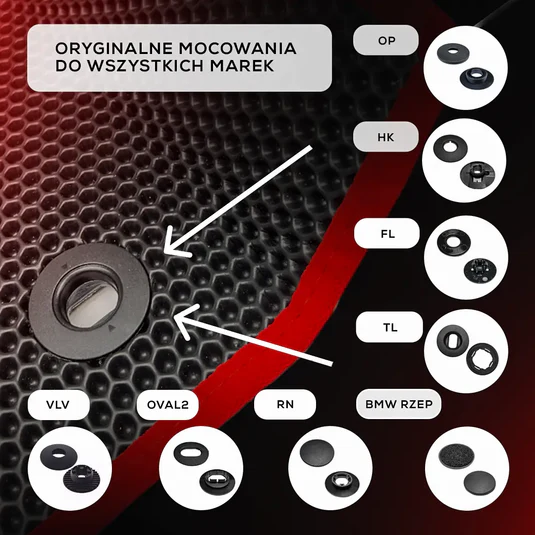 ORYGINALNE MOCOWANIA
DO WSZYSTKICH MAREK
OP
HK
FL
TL
VLV
OVAL2
RN
BMW RZEP